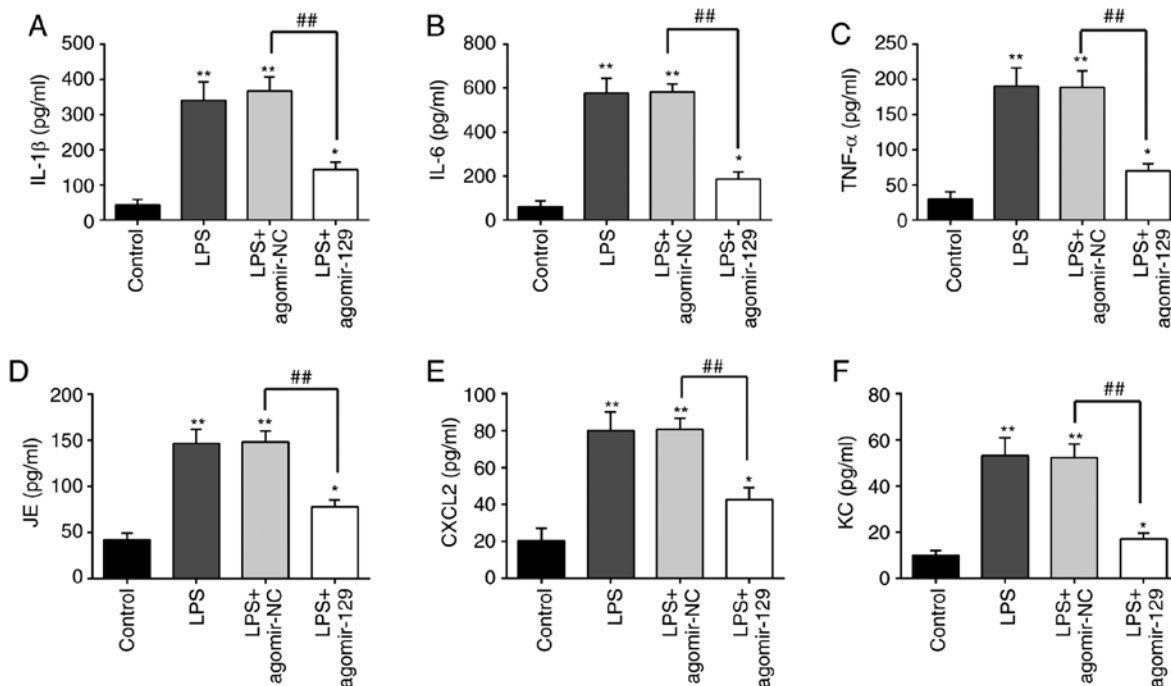 A
##
500
400
300
200
100
0
IL-1β (pg/ml)
**
**
*
Control
LPS
LPS+
agomir-NC
LPS+
agomir-129
B
##
800
600
400
200
0
IL-6 (pg/ml)
**
**
*
Control
LPS
LPS+
agomir-NC
LPS+
agomir-129
C
##
250
200
150
100
50
0
TNF-α (pg/ml)
**
**
*
Control
LPS
LPS+
agomir-NC
LPS+
agomir-129
D
##
200
150
100
50
0
JE (pg/ml)
**
**
*
Control
LPS
LPS+
agomir-NC
LPS+
agomir-129
E
##
100
80
60
40
20
0
CXCL2 (pg/ml)
**
**
*
Control
LPS
LPS+
agomir-NC
LPS+
agomir-129
F
##
80
60
40
20
0
KC (pg/ml)
**
**
*
Control
LPS
LPS+
agomir-NC
LPS+
agomir-129